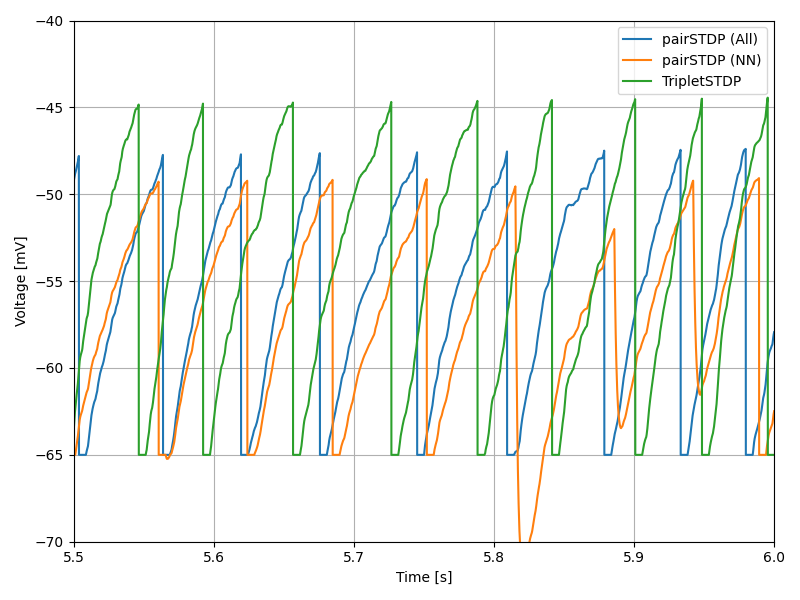 −40
−45
−50
−55
−60
−65
−70
Voltage [mV]
pairSTDP (All)
pairSTDP (NN)
TripletSTDP
5.5
5.6
5.7
5.8
5.9
6.0
Time [s]